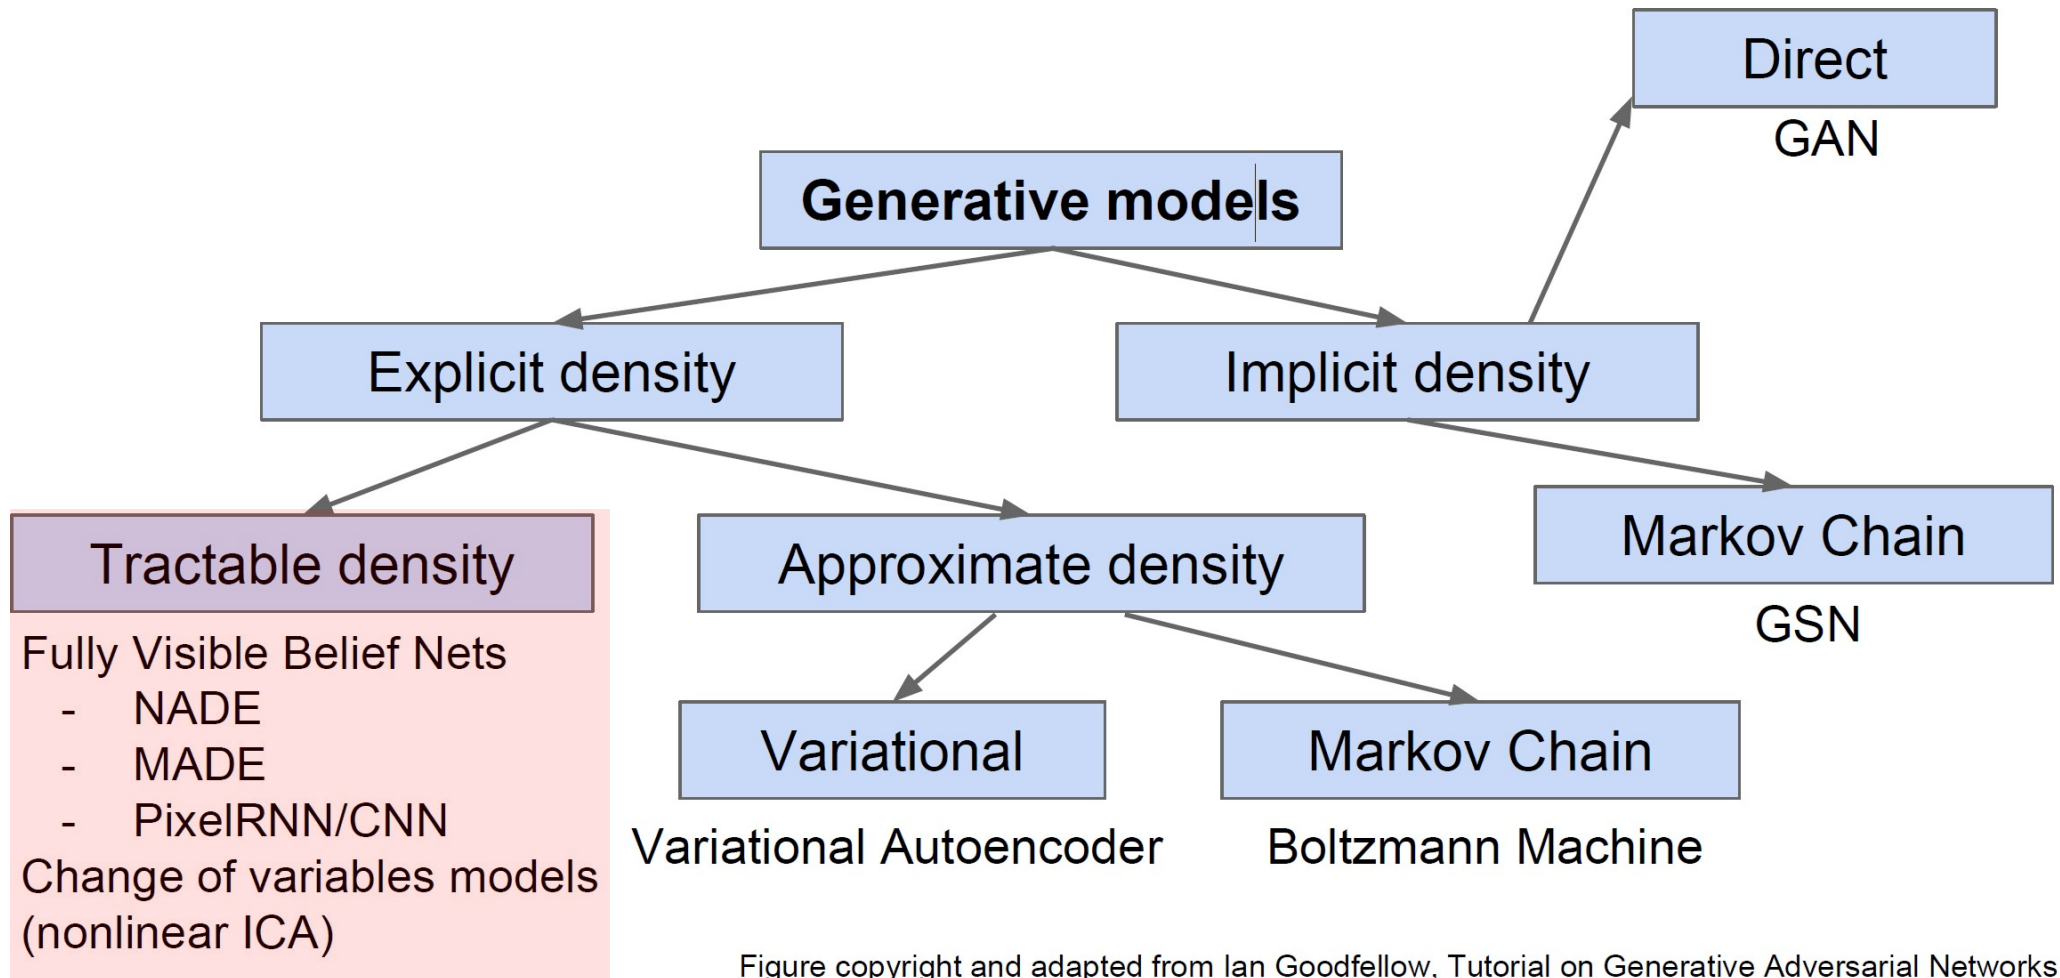 Direct
GAN
Generative models
Explicit density
Implicit density
Tractable density
Approximate density
Markov Chain
GSN
Fully Visible Belief Nets
- NADE
- MADE
- PixelRNN/CNN
Change of variables models
(nonlinear ICA)
Variational
Markov Chain
Variational Autoencoder
Boltzmann Machine
Figure copyright and adapted from Ian Goodfellow, Tutorial on Generative Adversarial Networks